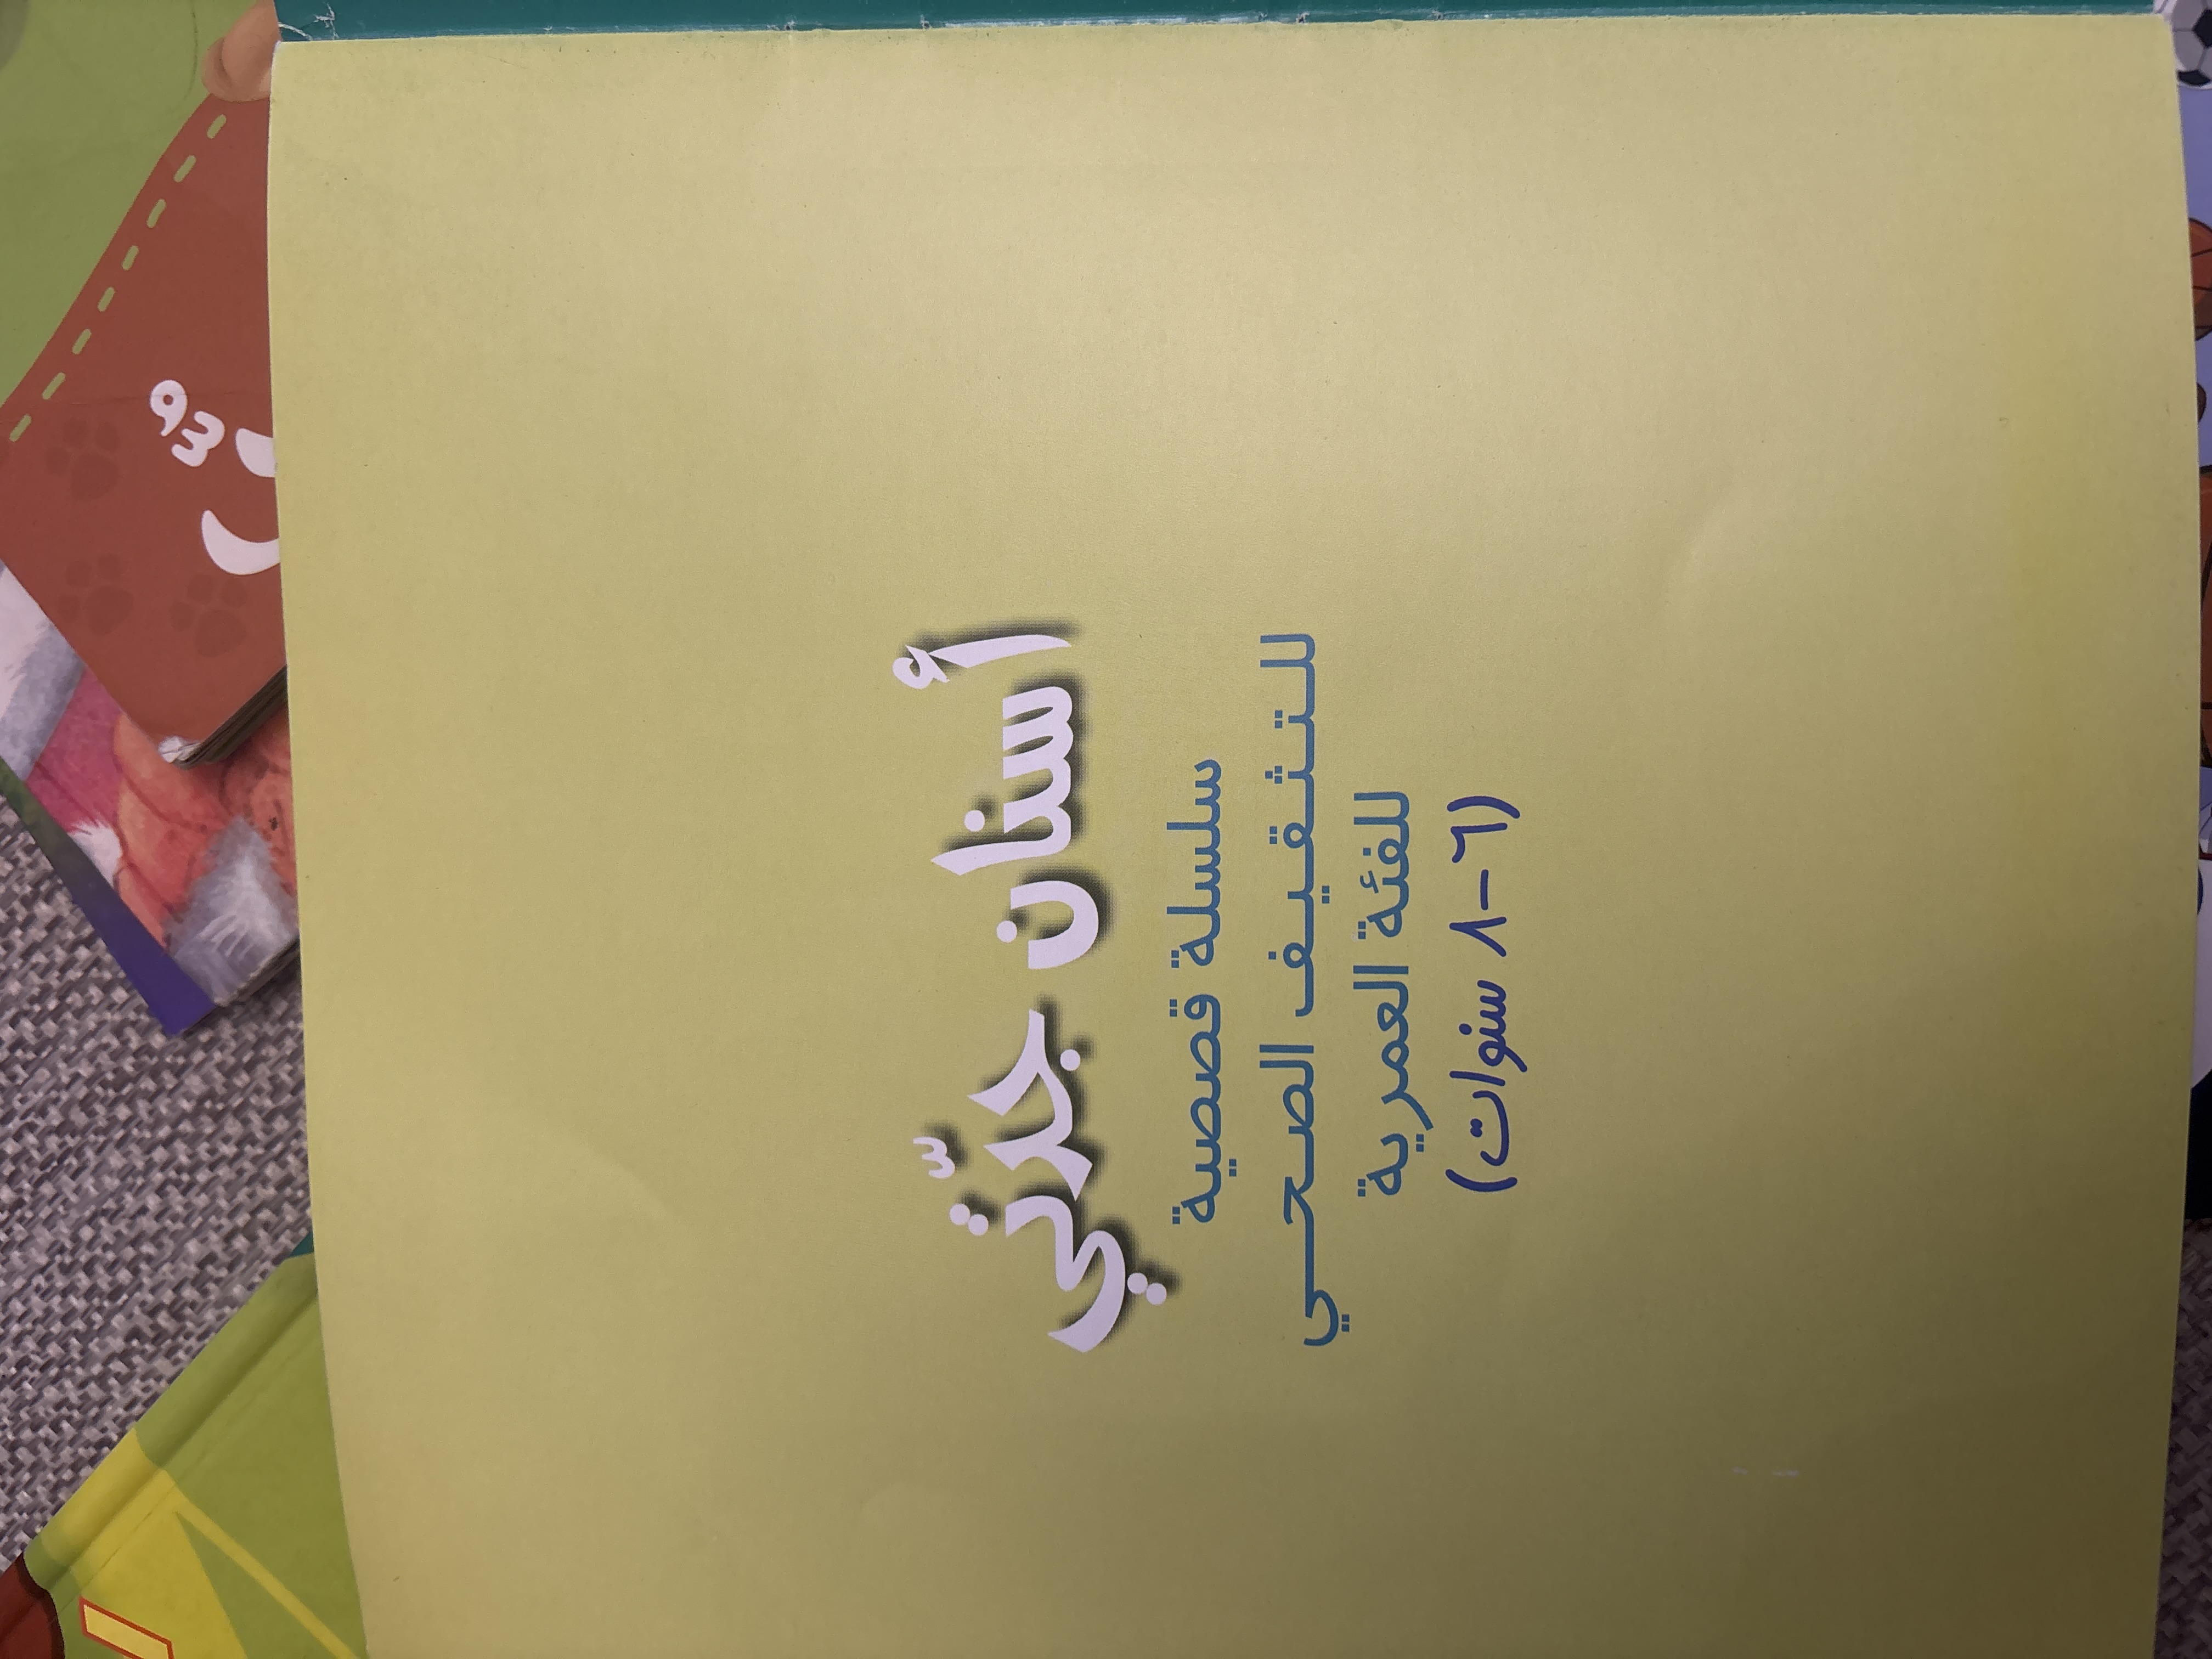 أسنان جدّتي
سلسلة قصصية
للتثقيف الصحي
للفئة العمرية
(٦-٨ سنوات)